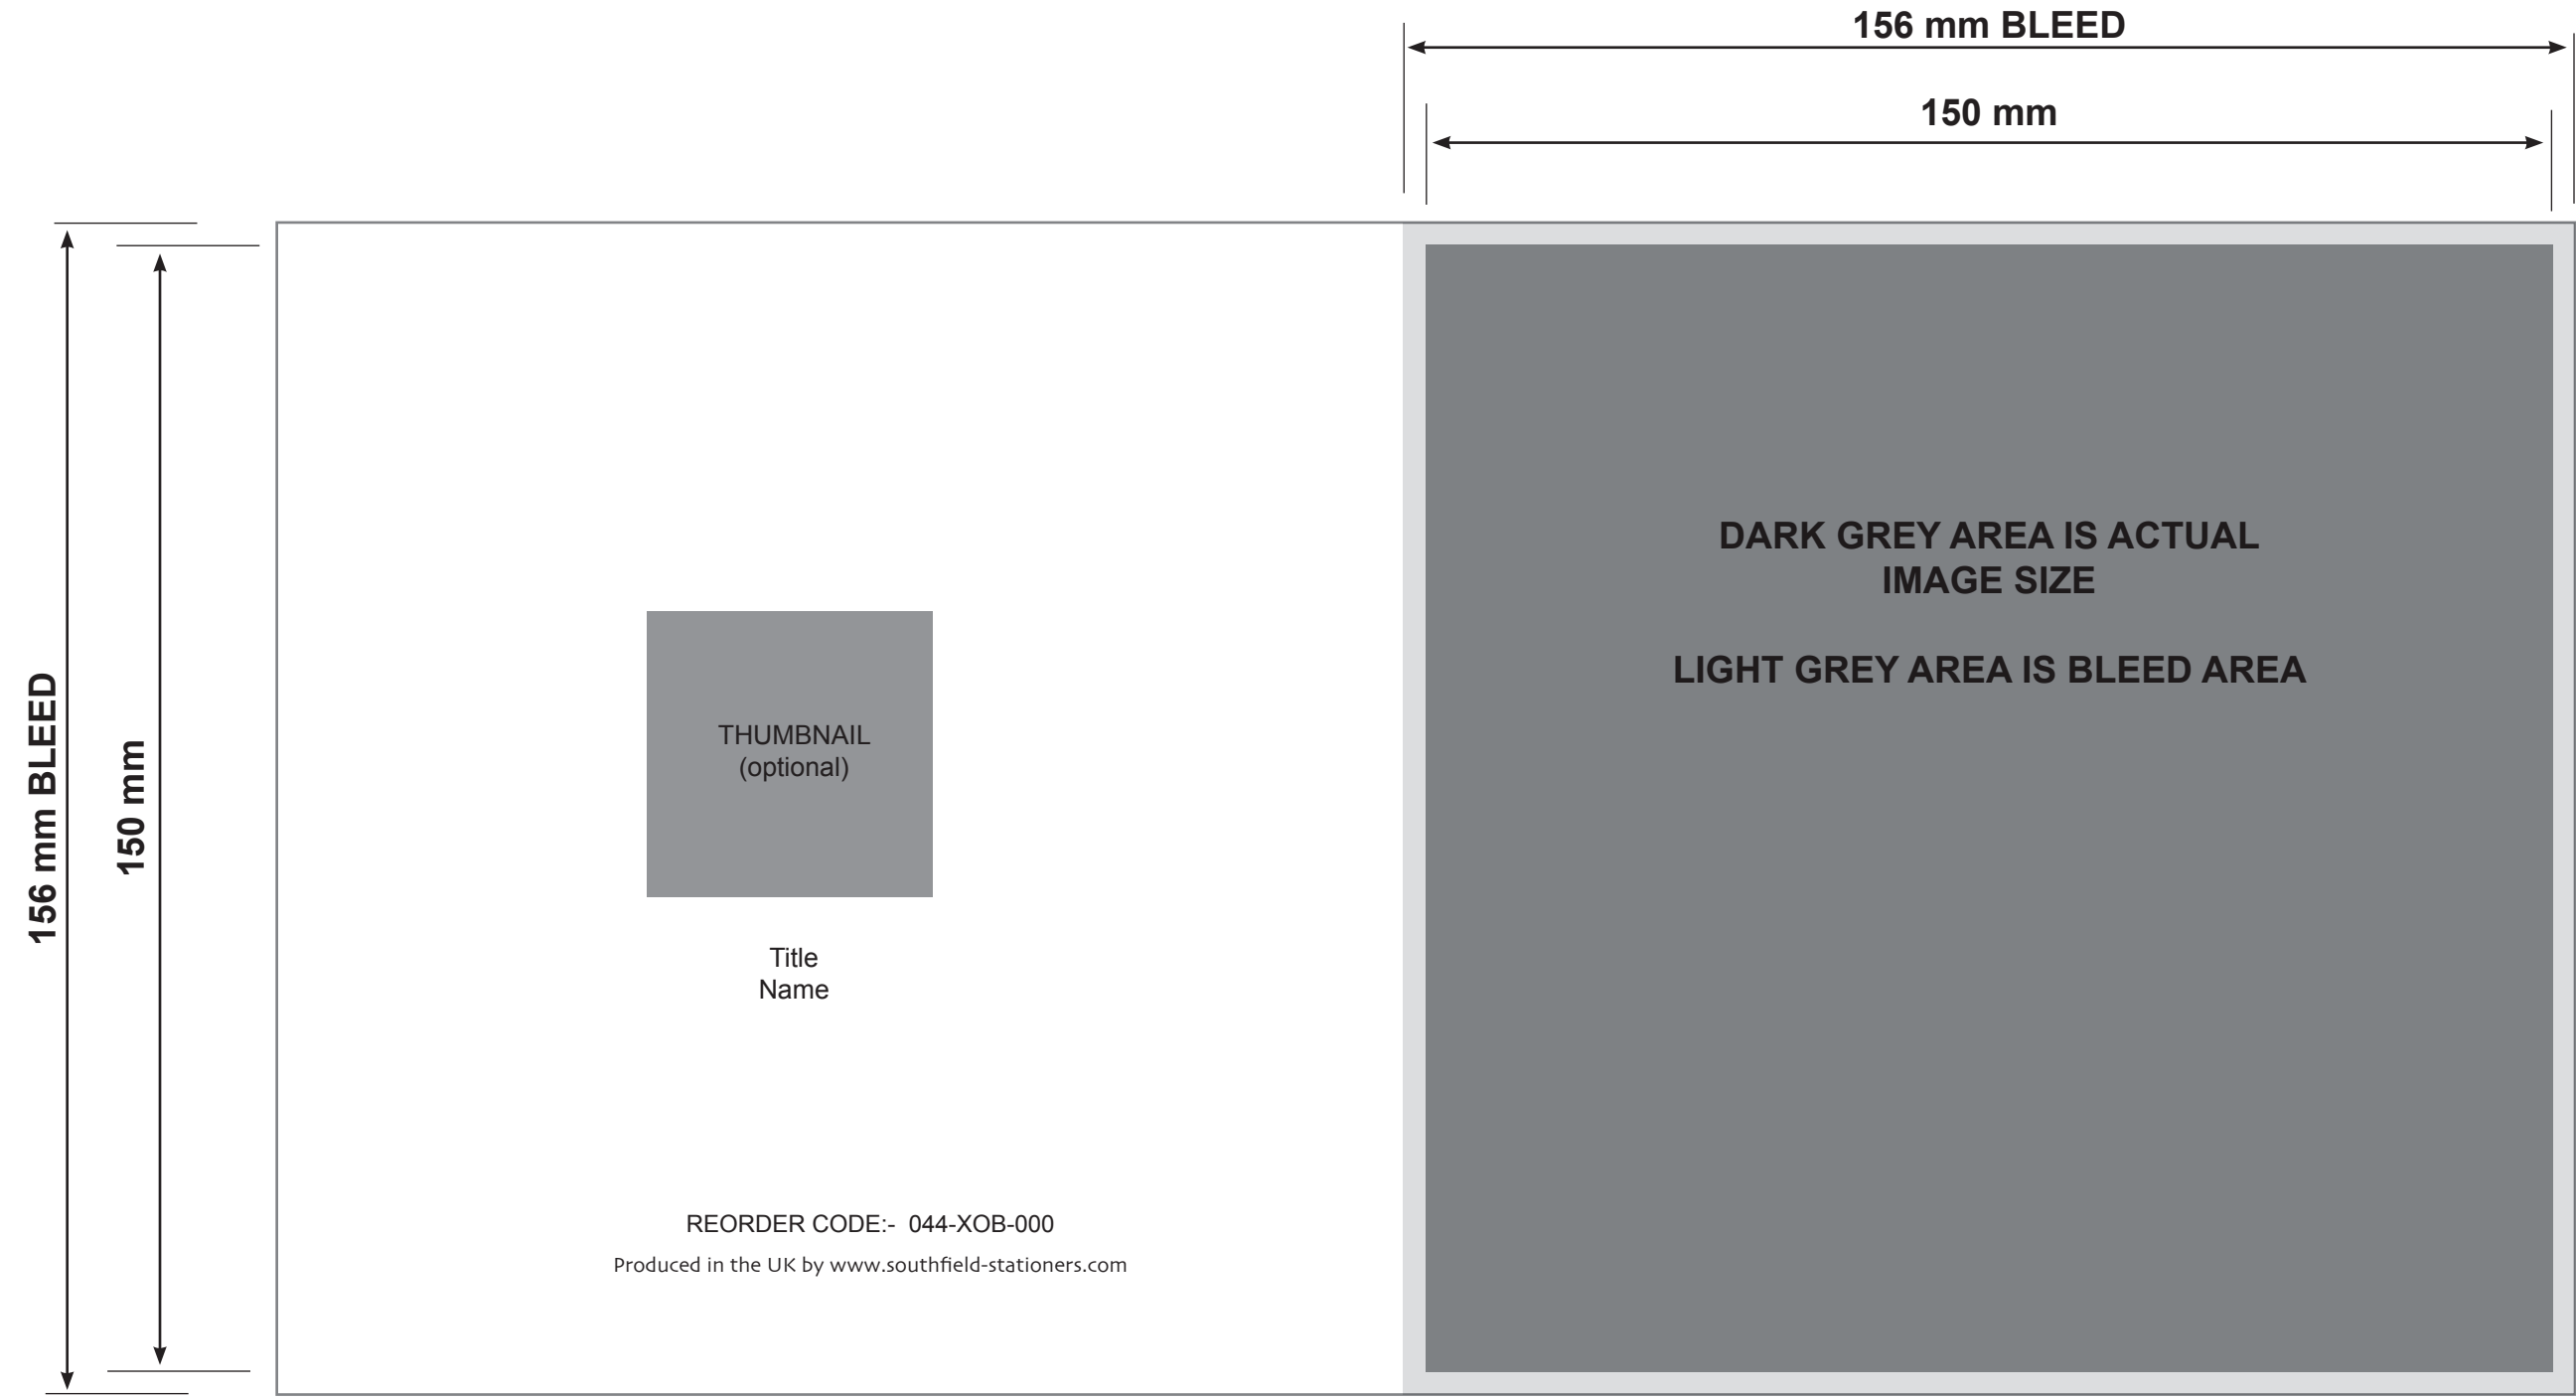 156 mm BLEED
150 mm
156 mm BLEED
150 mm
DARK GREY AREA IS ACTUAL
IMAGE SIZE
LIGHT GREY AREA IS BLEED AREA
THUMBNAIL
(optional)
Title
Name
REORDER CODE:- 044-XOB-000
Produced in the UK by www.southfield-stationers.com